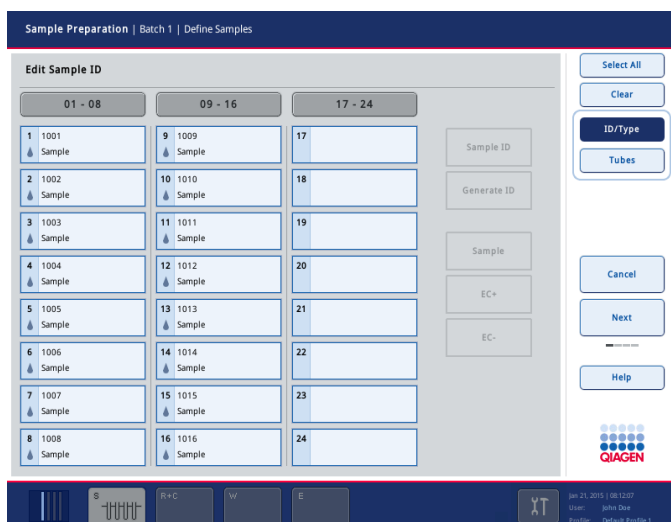 Sample Preparation | Batch 1 | Define Samples
Edit Sample ID
01 - 08
09 - 16
17 - 24
1 1001
Sample
2 1002
Sample
3 1003
Sample
4 1004
Sample
5 1005
Sample
6 1006
Sample
7 1007
Sample
8 1008
Sample
9 1009
Sample
10 1010
Sample
11 1011
Sample
12 1012
Sample
13 1013
Sample
14 1014
Sample
15 1015
Sample
16 1016
Sample
17
18
19
20
21
22
23
24
Sample ID
Generate ID
Sample
EC+
EC-
Select All
Clear
ID/Type
Tubes
Cancel
Next
Help
QIAGEN
S
R+C
W
E
Jan 21, 2015 | 08:12:07
User: John Doe
Profile: Default Profile 1